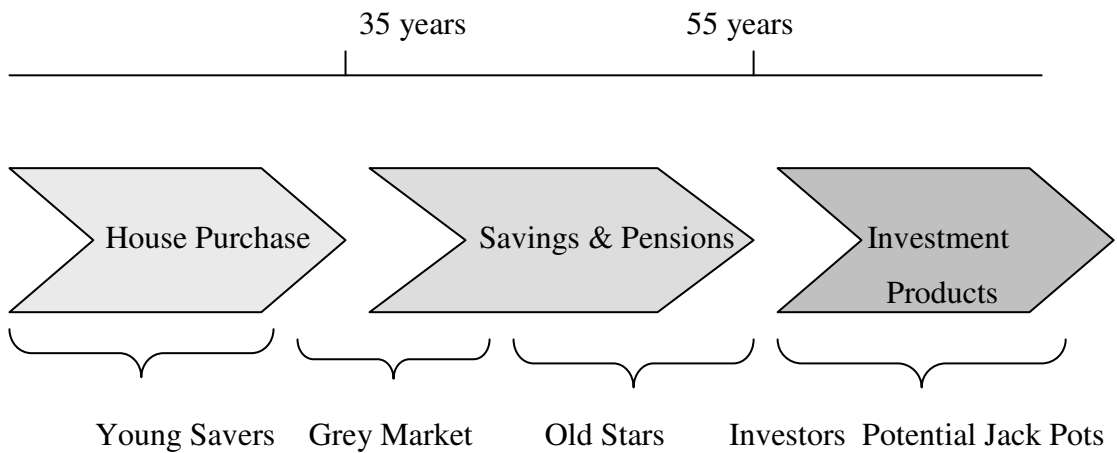 35 years 55 years
House Purchase Savings & Pensions Investment
Products
Young Savers Grey Market Old Stars Investors Potential Jack Pots